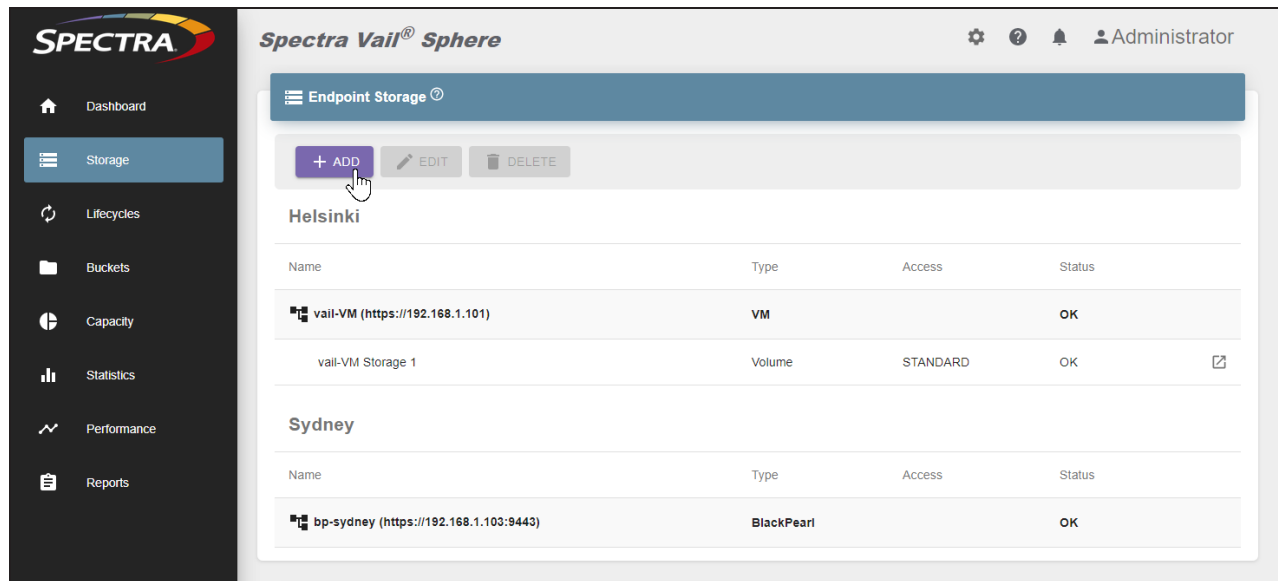 SPECTRA
Spectra Vail® Sphere
Administrator
Dashboard
Storage
Lifecycles
Buckets
Capacity
Statistics
Performance
Reports
Endpoint Storage ?
+ ADD
EDIT
DELETE
Helsinki
Name Type Access Status
vail-VM (https://192.168.1.101) VM OK
vail-VM Storage 1 Volume STANDARD OK
Sydney
Name Type Access Status
bp-sydney (https://192.168.1.103:9443) BlackPearl OK